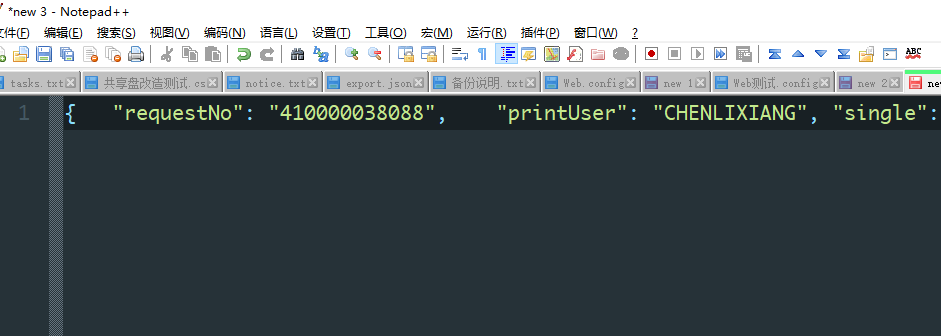 *new 3 - Notepad++
文件(F) 编辑(E) 搜索(S) 视图(V) 编码(N) 语言(L) 设置(T) 工具(O) 宏(M) 运行(R) 插件(P) 窗口(W) ?
ABC
tasks.txt 共享盘改造测试.cs notice.txt export.json 备份说明.txt Web.config new 1 Web测试.config new 2 new
1 { "requestNo": "410000038088", "printUser": "CHENLIXIANG", "single":